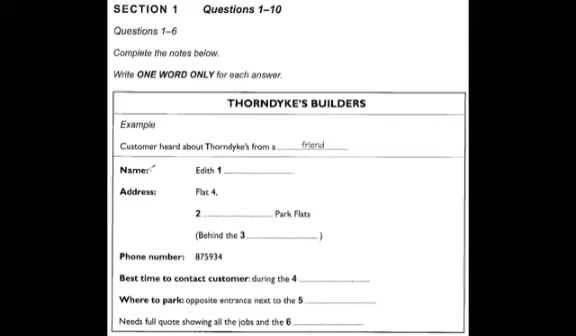 SECTION 1 Questions 1–10
Questions 1–6
Complete the notes below.
Write ONE WORD ONLY for each answer.
THORNDYKE'S BUILDERS
Example
Customer heard about Thorndyke's from a ....friend....
Name: Edith 1 ....................
Address: Flat 4,
2 .................... Park Flats
(Behind the 3 .................... )
Phone number: 875934
Best time to contact customer: during the 4 ....................
Where to park: opposite entrance next to the 5 ....................
Needs full quote showing all the jobs and the 6 ....................